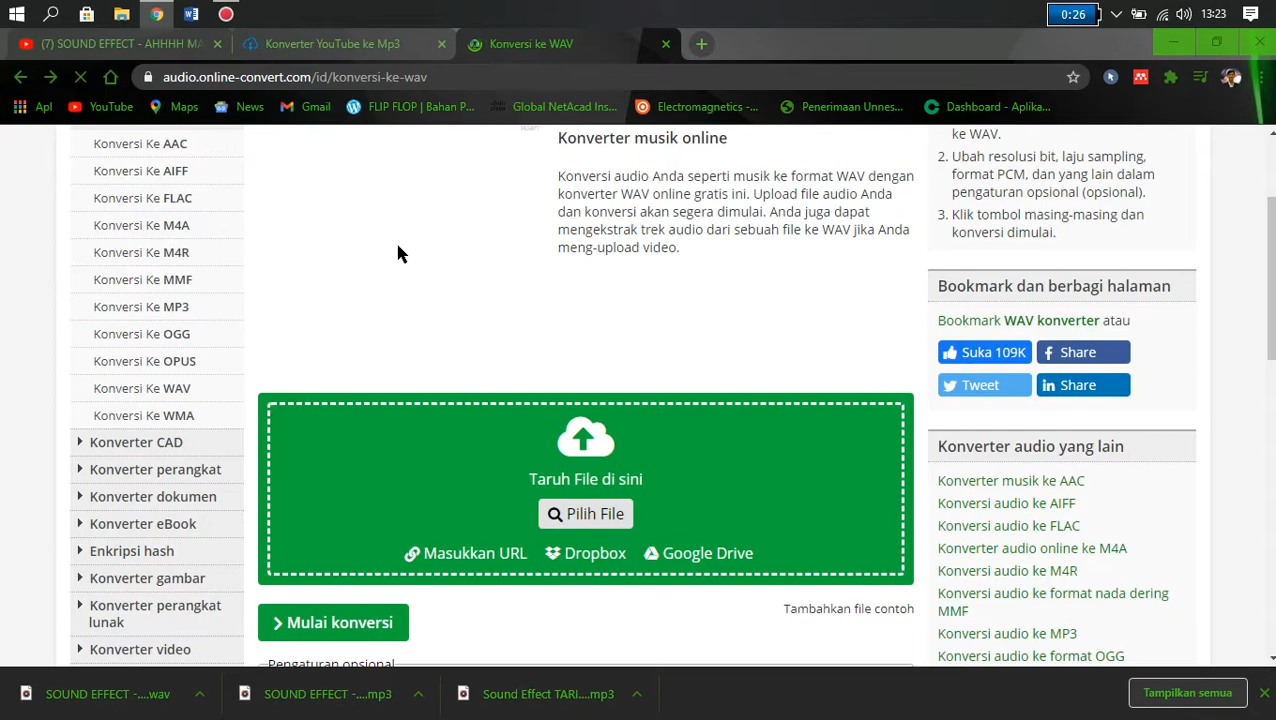 0:26
13:23
(7) SOUND EFFECT - AHHHH MA
Konverter YouTube ke Mp3
Konversi ke WAV
audio.online-convert.com/id/konversi-ke-wav
Apl
YouTube
Maps
News
Gmail
FLIP FLOP | Bahan P...
Global NetAcad Ins...
Electromagnetics -...
Penerimaan Unnes...
Dashboard - Aplika...
Konversi Ke AAC
Konversi Ke AIFF
Konversi Ke FLAC
Konversi Ke M4A
Konversi Ke M4R
Konversi Ke MMF
Konversi Ke MP3
Konversi Ke OGG
Konversi Ke OPUS
Konversi Ke WAV
Konversi Ke WMA
Konverter CAD
Konverter perangkat
Konverter dokumen
Konverter eBook
Enkripsi hash
Konverter gambar
Konverter perangkat
lunak
Konverter video
Konverter musik online
Konversi audio Anda seperti musik ke format WAV dengan
konverter WAV online gratis ini. Upload file audio Anda
dan konversi akan segera dimulai. Anda juga dapat
mengekstrak trek audio dari sebuah file ke WAV jika Anda
meng-upload video.
Taruh File di sini
Pilih File
Masukkan URL
Dropbox
Google Drive
Mulai konversi
Tambahkan file contoh
Pengaturan opsional
ke WAV.
2. Ubah resolusi bit, laju sampling,
format PCM, dan yang lain dalam
pengaturan opsional (opsional).
3. Klik tombol masing-masing dan
konversi dimulai.
Bookmark dan berbagi halaman
Bookmark WAV konverter atau
Suka 109K
Share
Tweet
Share
Konverter audio yang lain
Konverter musik ke AAC
Konversi audio ke AIFF
Konversi audio ke FLAC
Konverter audio online ke M4A
Konversi audio ke M4R
Konversi audio ke format nada dering
MMF
Konversi audio ke MP3
Konversi audio ke format OGG
SOUND EFFECT -....wav
SOUND EFFECT -....mp3
Sound Effect TARI....mp3
Tampilkan semua